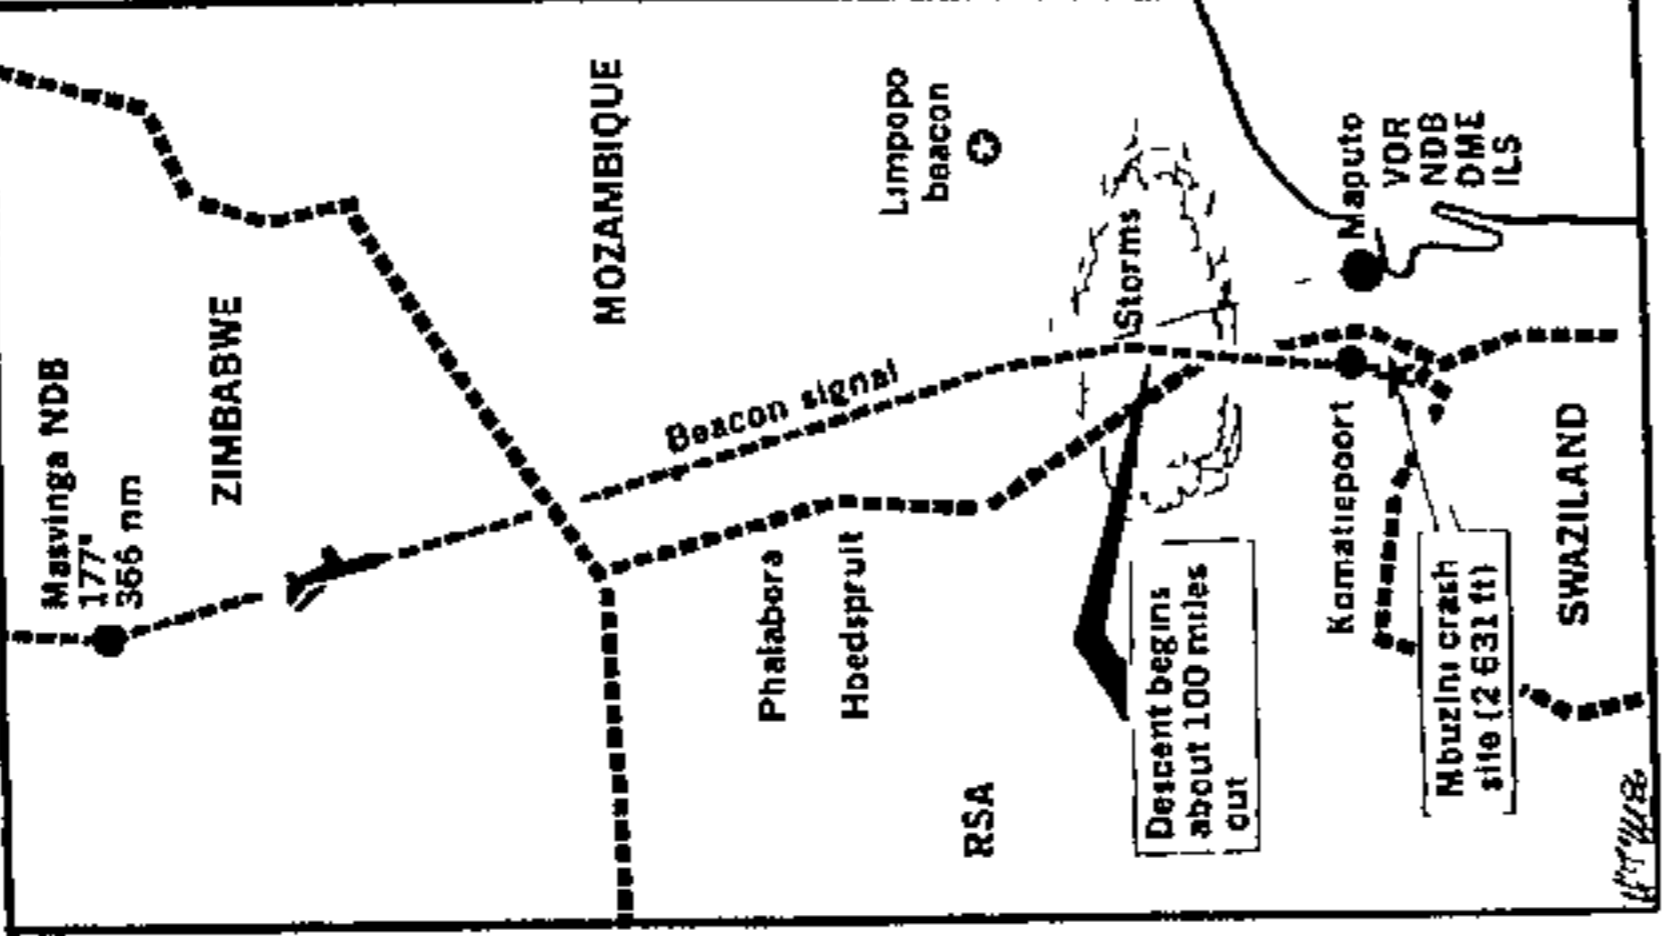 Masvinga NDB
177°
366 nm
ZIMBABWE
MOZAMBIQUE
Limpopo
beacon
Beacon signal
Phalabora
Hoedspruit
Storms
RSA
Descent begins
about 100 miles
out
Komatiepoort
Maputo
VOR
NDB
DME
ILS
Mbuzini crash
site (2 631 ft)
SWAZILAND